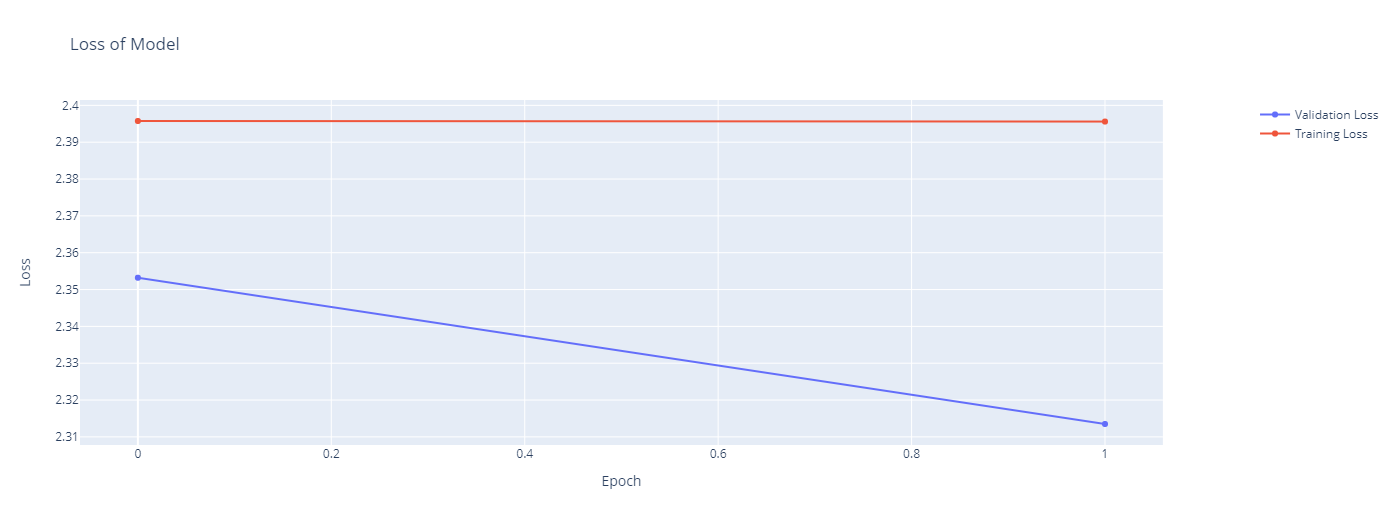 Loss of Model
2.4
2.39
2.38
2.37
2.36
2.35
2.34
2.33
2.32
2.31
Loss
0 0.2 0.4 0.6 0.8 1
Epoch
Validation Loss
Training Loss